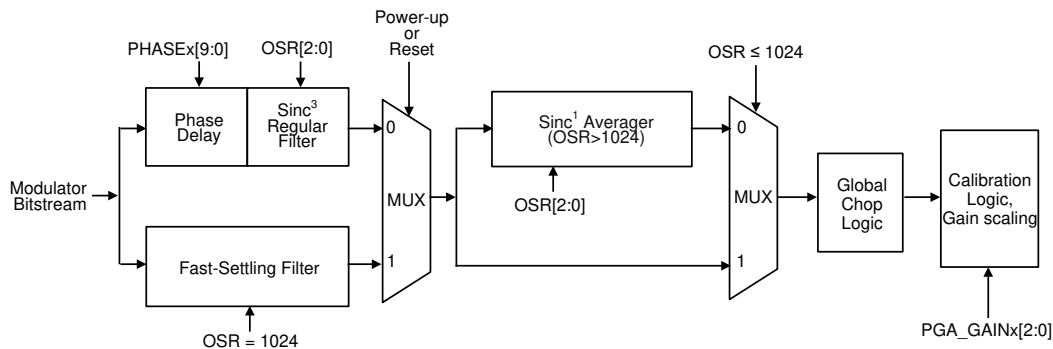 Power-up
or
Reset
PHASEx[9:0]
OSR[2:0]
OSR ≤ 1024
Phase
Delay
Sinc³
Regular
Filter
0
Sinc¹ Averager
(OSR>1024)
0
Modulator
Bitstream
MUX
OSR[2:0]
MUX
Global
Chop
Logic
Calibration
Logic,
Gain scaling
Fast-Settling Filter
1
1
OSR = 1024
PGA_GAINx[2:0]